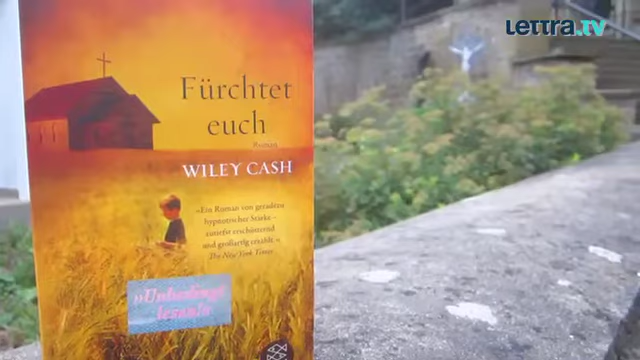 LETTRA.tv
Fürchtet
euch
Roman
WILEY CASH
»Ein Roman von geradezu
hypnotischer Stärke –
zutiefst erschütternd
und großartig erzählt.«
The New York Times
»Unbedingt
lesen!«